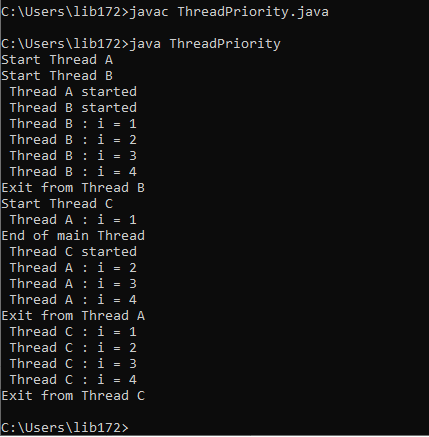 C:\Users\lib172>javac ThreadPriority.java
C:\Users\lib172>java ThreadPriority
Start Thread A
Start Thread B
 Thread A started
 Thread B started
 Thread B : i = 1
 Thread B : i = 2
 Thread B : i = 3
 Thread B : i = 4
Exit from Thread B
Start Thread C
 Thread A : i = 1
End of main Thread
 Thread C started
 Thread A : i = 2
 Thread A : i = 3
 Thread A : i = 4
Exit from Thread A
 Thread C : i = 1
 Thread C : i = 2
 Thread C : i = 3
 Thread C : i = 4
Exit from Thread C
C:\Users\lib172>